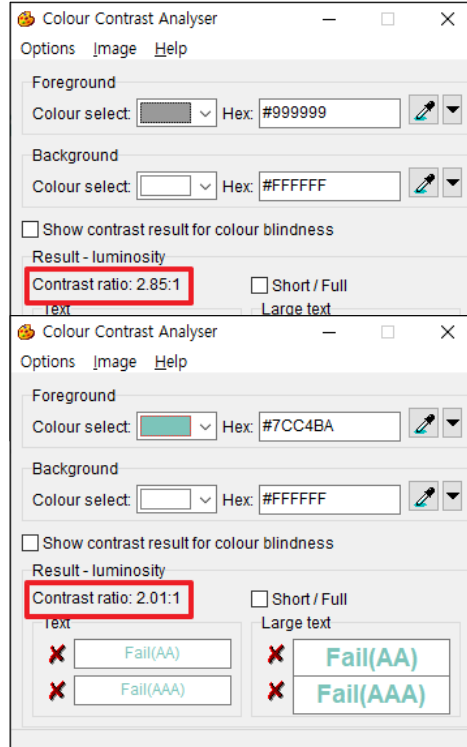 Colour Contrast Analyser
Options Image Help
Foreground
Colour select: Hex: #999999
Background
Colour select: Hex: #FFFFFF
Show contrast result for colour blindness
Result - luminosity
Contrast ratio: 2.85:1 Short / Full
Text Large text
Colour Contrast Analyser
Options Image Help
Foreground
Colour select: Hex: #7CC4BA
Background
Colour select: Hex: #FFFFFF
Show contrast result for colour blindness
Result - luminosity
Contrast ratio: 2.01:1 Short / Full
Text Large text
Fail(AA) Fail(AA)
Fail(AAA) Fail(AAA)